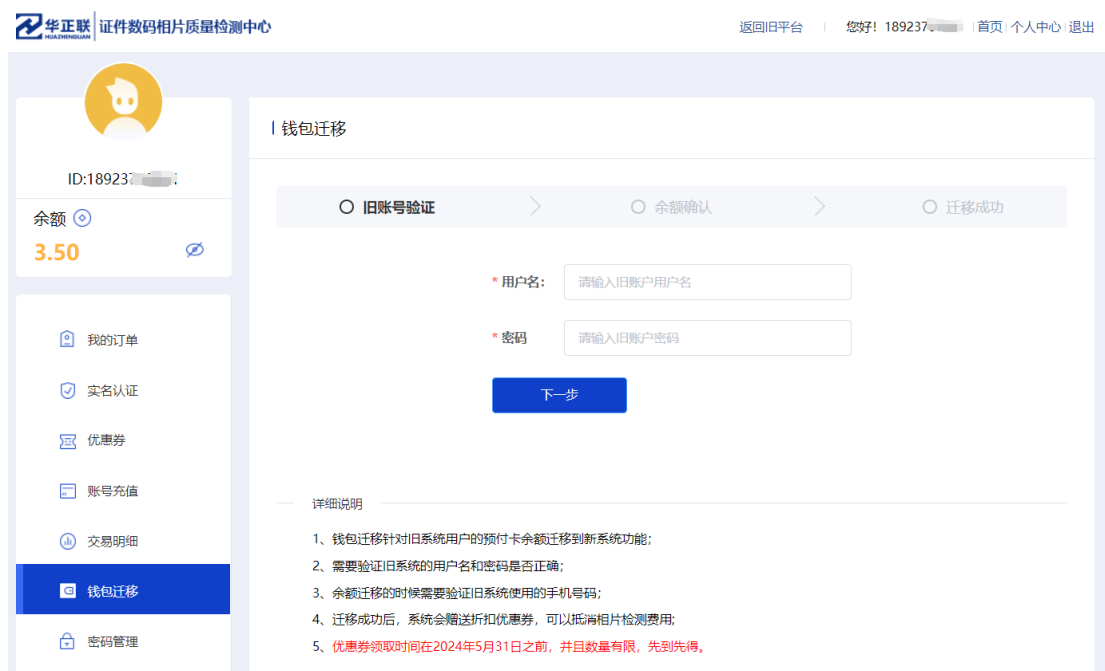 华正联 证件数码相片质量检测中心
HUAZHENGLIAN
返回旧平台 您好！189237 首页 个人中心 退出
ID:18923
余额
3.50
我的订单
实名认证
优惠券
账号充值
交易明细
钱包迁移
密码管理
钱包迁移
旧账号验证 余额确认 迁移成功
* 用户名： 请输入旧账户用户名
* 密码 请输入旧账户密码
下一步
详细说明
1、钱包迁移针对旧系统用户的预付卡余额迁移到新系统功能；
2、需要验证旧系统的用户名和密码是否正确；
3、余额迁移的时候需要验证旧系统使用的手机号码；
4、迁移成功后，系统会赠送折扣优惠券，可以抵消相片检测费用;
5、优惠券领取时间在2024年5月31日之前，并且数量有限，先到先得。